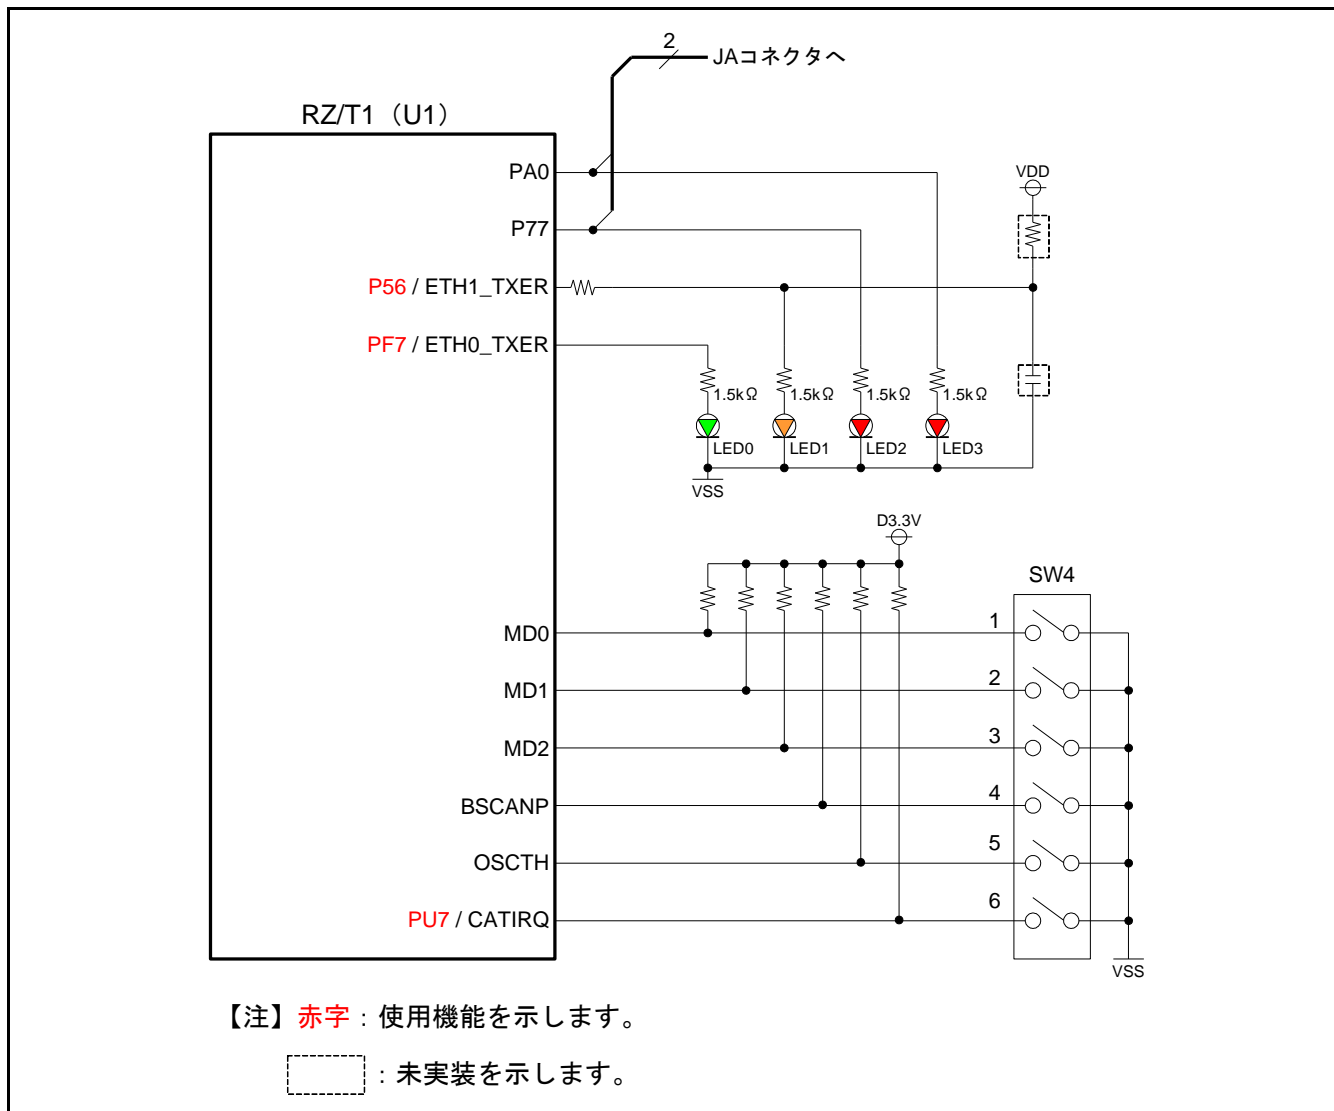 2
JAコネクタへ
RZ/T1（U1）
PA0
VDD
P77
P56 / ETH1_TXER
PF7 / ETH0_TXER
1.5kΩ 1.5kΩ 1.5kΩ 1.5kΩ
LED0 LED1 LED2 LED3
VSS
D3.3V
SW4
MD0 1
MD1 2
MD2 3
BSCANP 4
OSCTH 5
PU7 / CATIRQ 6
VSS
【注】赤字：使用機能を示します。
：未実装を示します。